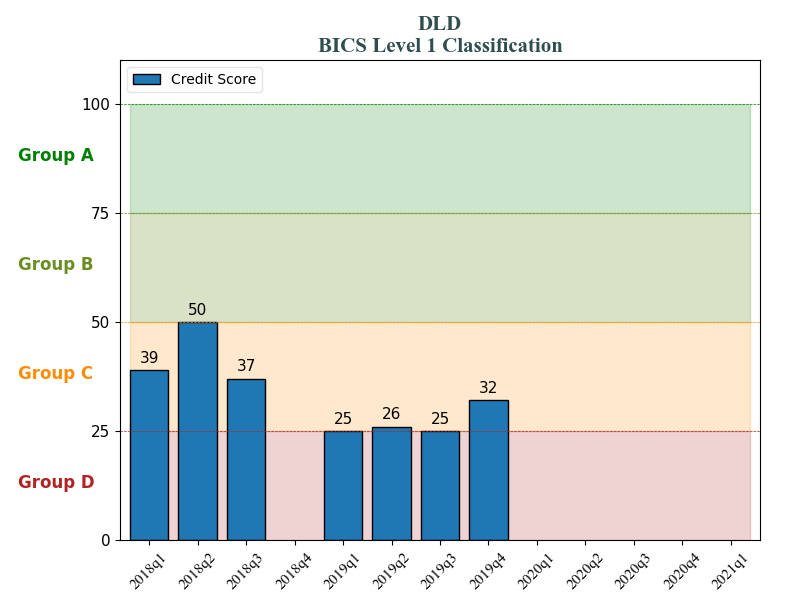 DLD
BICS Level 1 Classification
Credit Score
100
Group A
75
Group B
50
50
39
37
Group C
32
25
26
25
25
Group D
0
2018q1
2018q2
2018q3
2018q4
2019q1
2019q2
2019q3
2019q4
2020q1
2020q2
2020q3
2020q4
2021q1